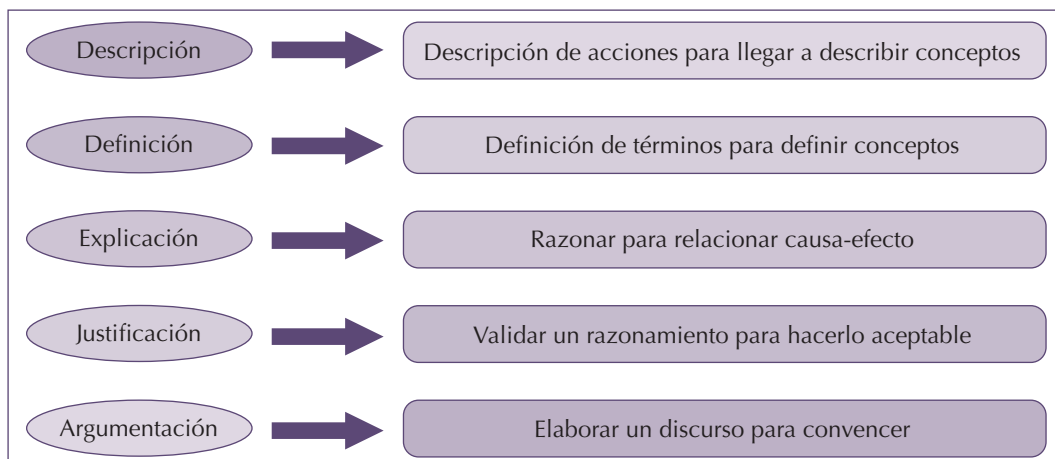 Descripción
Descripción de acciones para llegar a describir conceptos
Definición
Definición de términos para definir conceptos
Explicación
Razonar para relacionar causa-efecto
Justificación
Validar un razonamiento para hacerlo aceptable
Argumentación
Elaborar un discurso para convencer